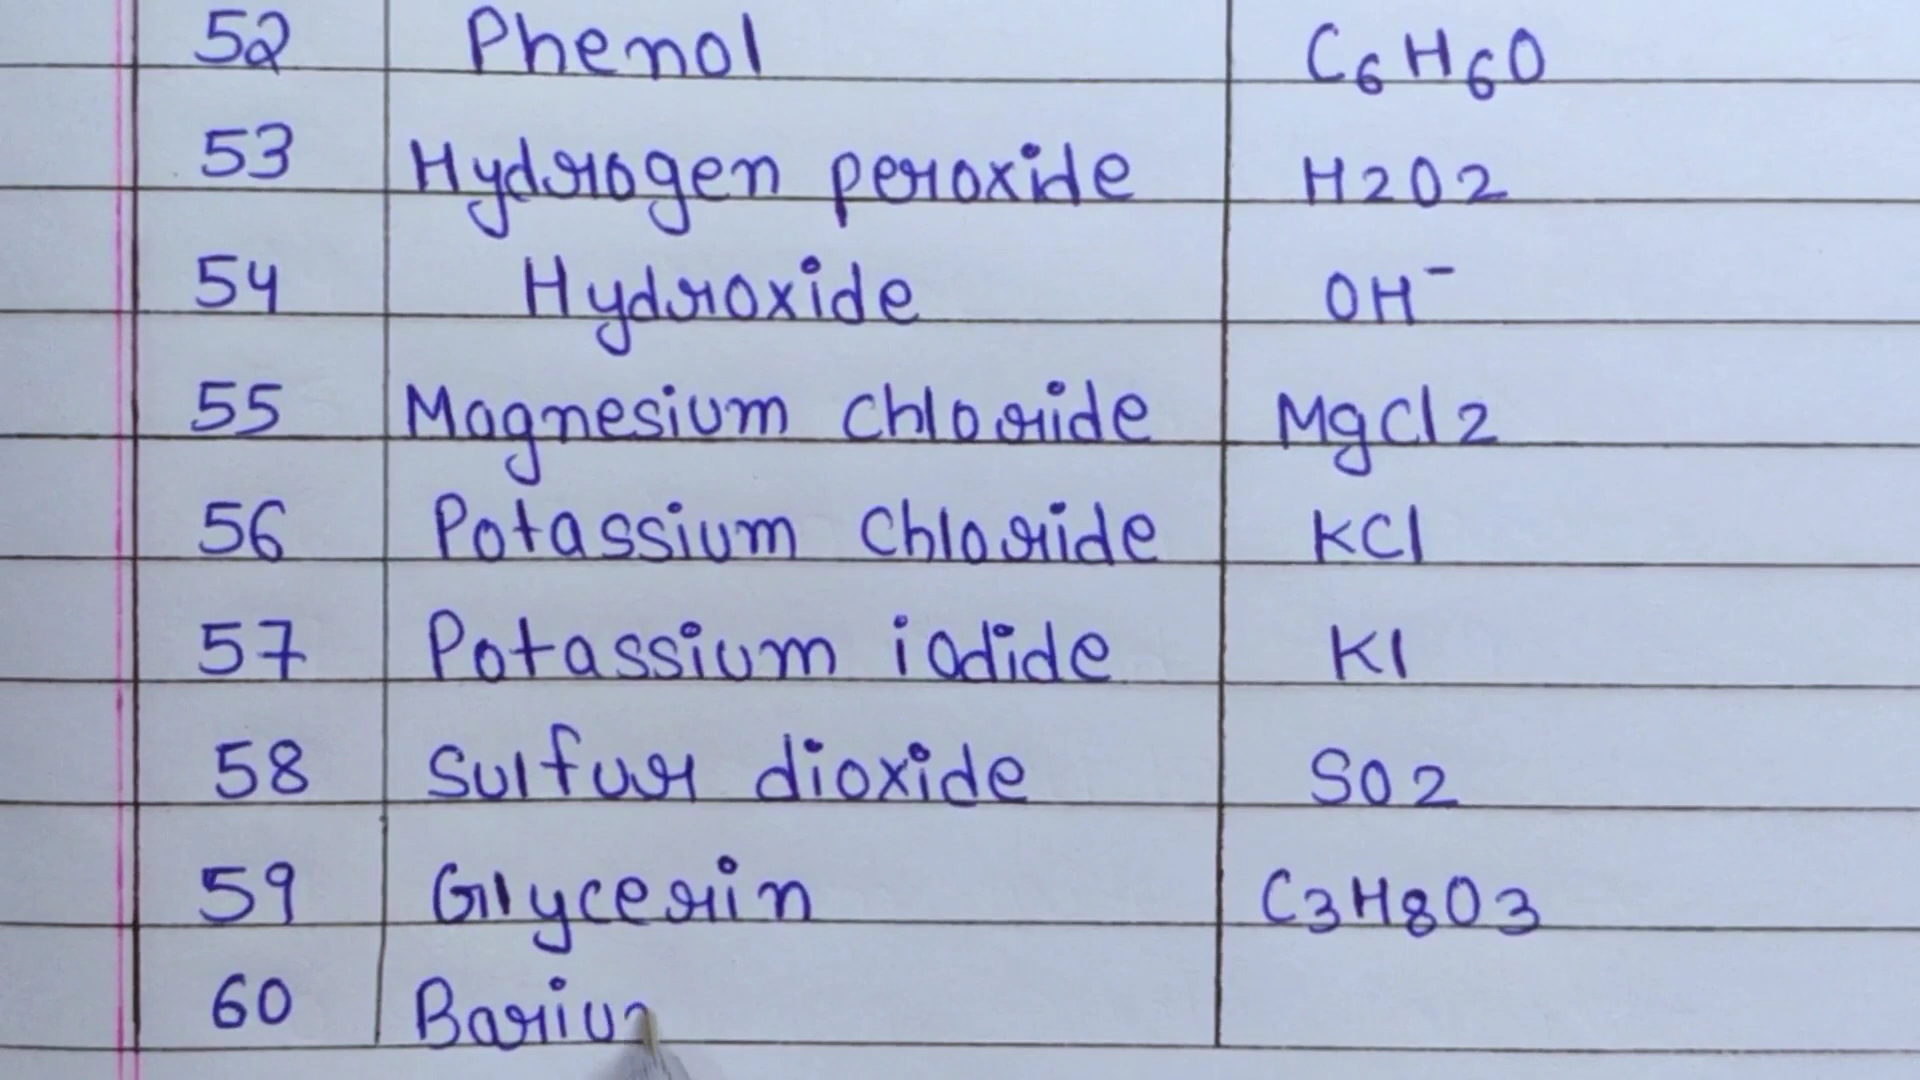 52 Phenol C6H6O
53 Hydrogen peroxide H2O2
54 Hydroxide OH⁻
55 Magnesium chloride MgCl2
56 Potassium chloride KCl
57 Potassium iodide KI
58 Sulfur dioxide SO2
59 Glycerin C3H8O3
60